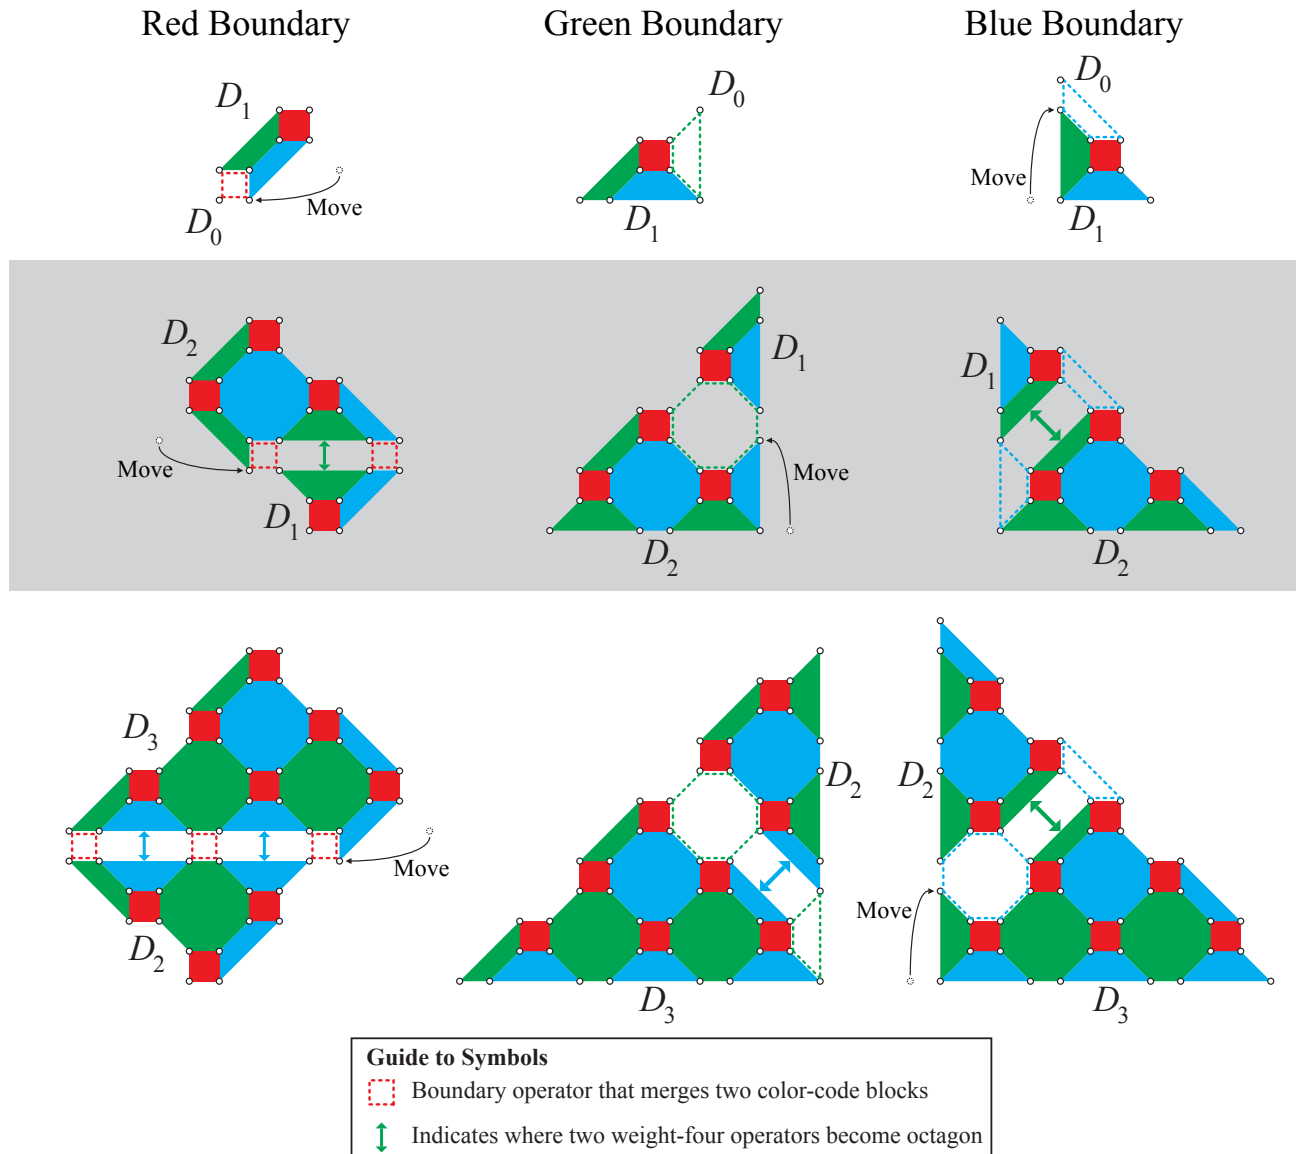 Red Boundary Green Boundary Blue Boundary
D0
D1 D0
Move Move
D0 D1 D1
D2 D1 D1
Move Move
D1 D2 D2
D3 D2 D2
Move Move
D2 D3 D3
Guide to Symbols
Boundary operator that merges two color-code blocks
Indicates where two weight-four operators become octagon